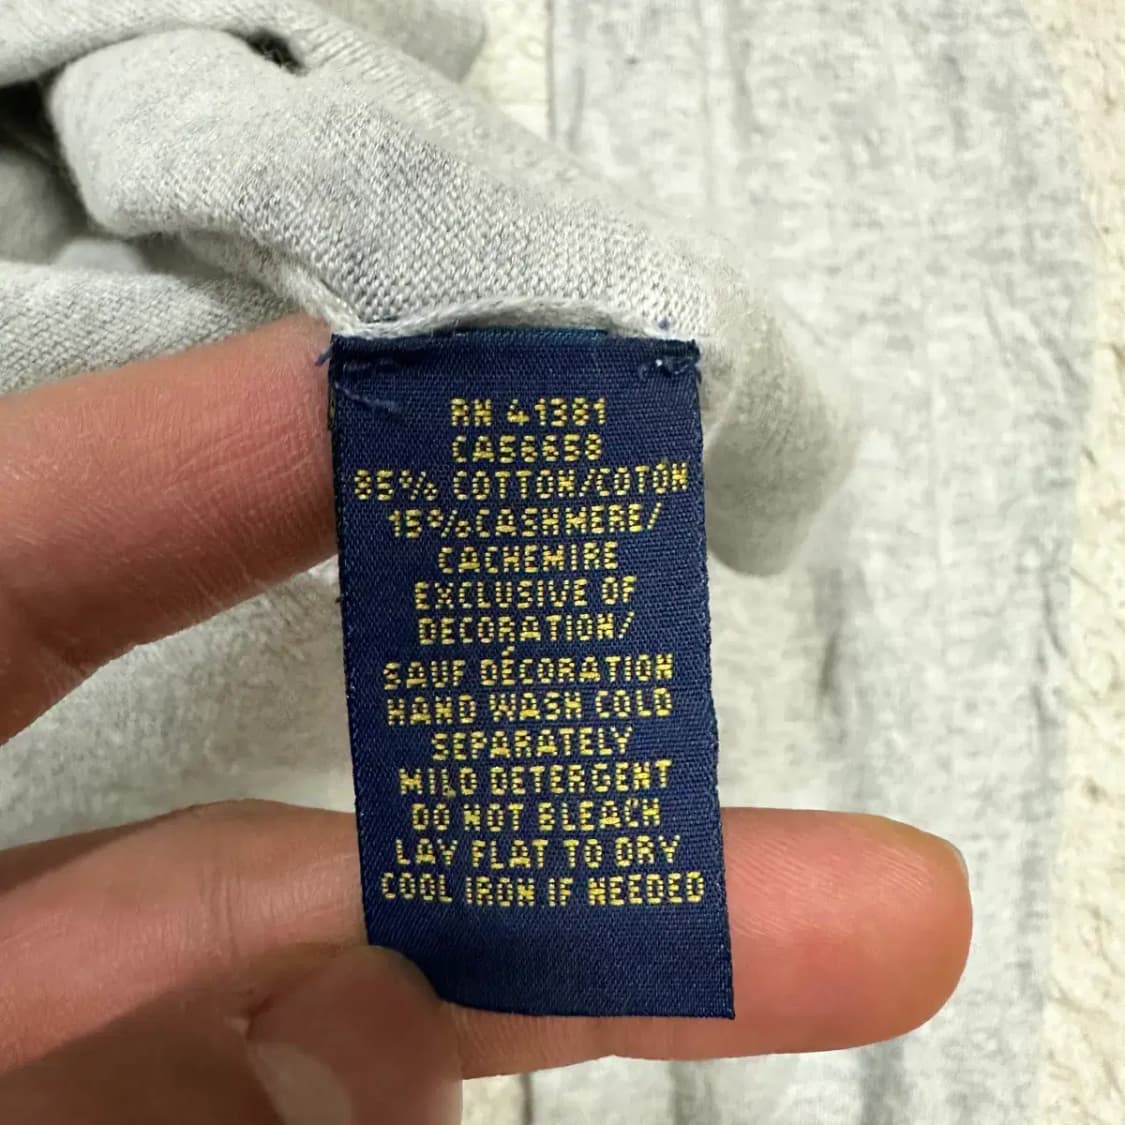 RN 41381
CA56658
85% COTTON/COTON
15%CASHMERE/
CACHEMIRE
EXCLUSIVE OF
DECORATION/
SAUF DÉCORATION
HAND WASH COLD
SEPARATELY
MILD DETERGENT
DO NOT BLEACH
LAY FLAT TO DRY
COOL IRON IF NEEDED